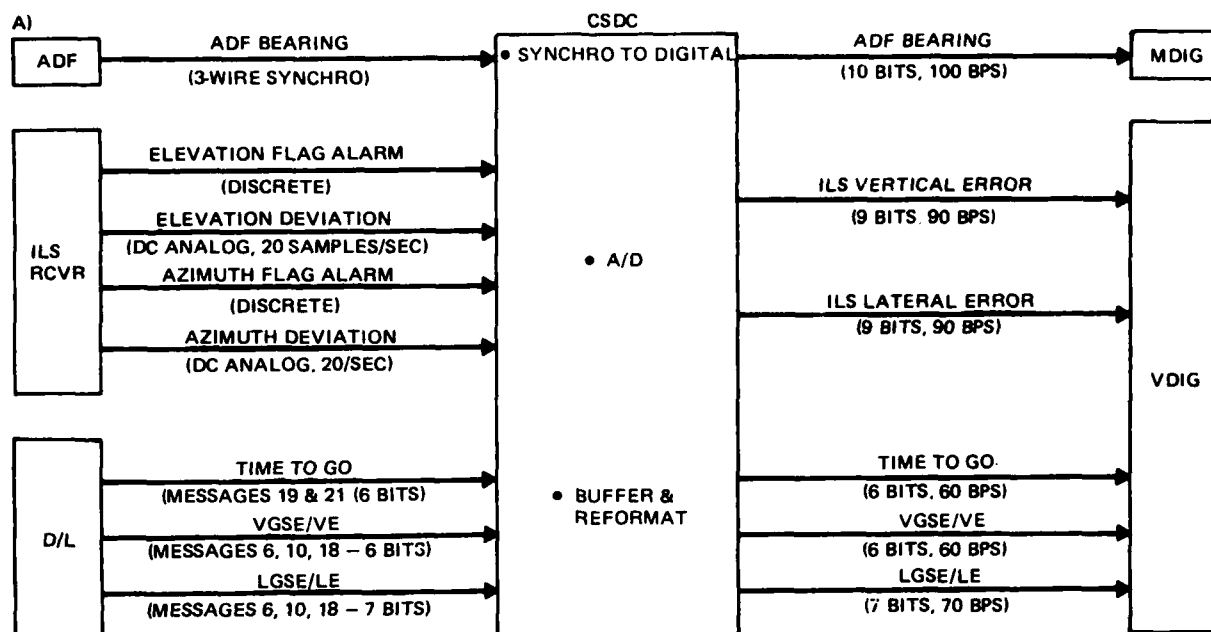 A)
CSDC
ADF
ADF BEARING
(3-WIRE SYNCHRO)
• SYNCHRO TO DIGITAL
ADF BEARING
(10 BITS, 100 BPS)
MDIG
ILS
RCVR
ELEVATION FLAG ALARM
(DISCRETE)
ELEVATION DEVIATION
(DC ANALOG, 20 SAMPLES/SEC)
AZIMUTH FLAG ALARM
(DISCRETE)
AZIMUTH DEVIATION
(DC ANALOG, 20/SEC)
• A/D
ILS VERTICAL ERROR
(9 BITS. 90 BPS)
ILS LATERAL ERROR
(9 BITS, 90 BPS)
VDIG
D/L
TIME TO GO
(MESSAGES 19 & 21 (6 BITS)
VGSE/VE
(MESSAGES 6, 10, 18 – 6 BITS)
LGSE/LE
(MESSAGES 6, 10, 18 – 7 BITS)
• BUFFER &
REFORMAT
TIME TO GO.
(6 BITS, 60 BPS)
VGSE/VE
(6 BITS, 60 BPS)
LGSE/LE
(7 BITS, 70 BPS)